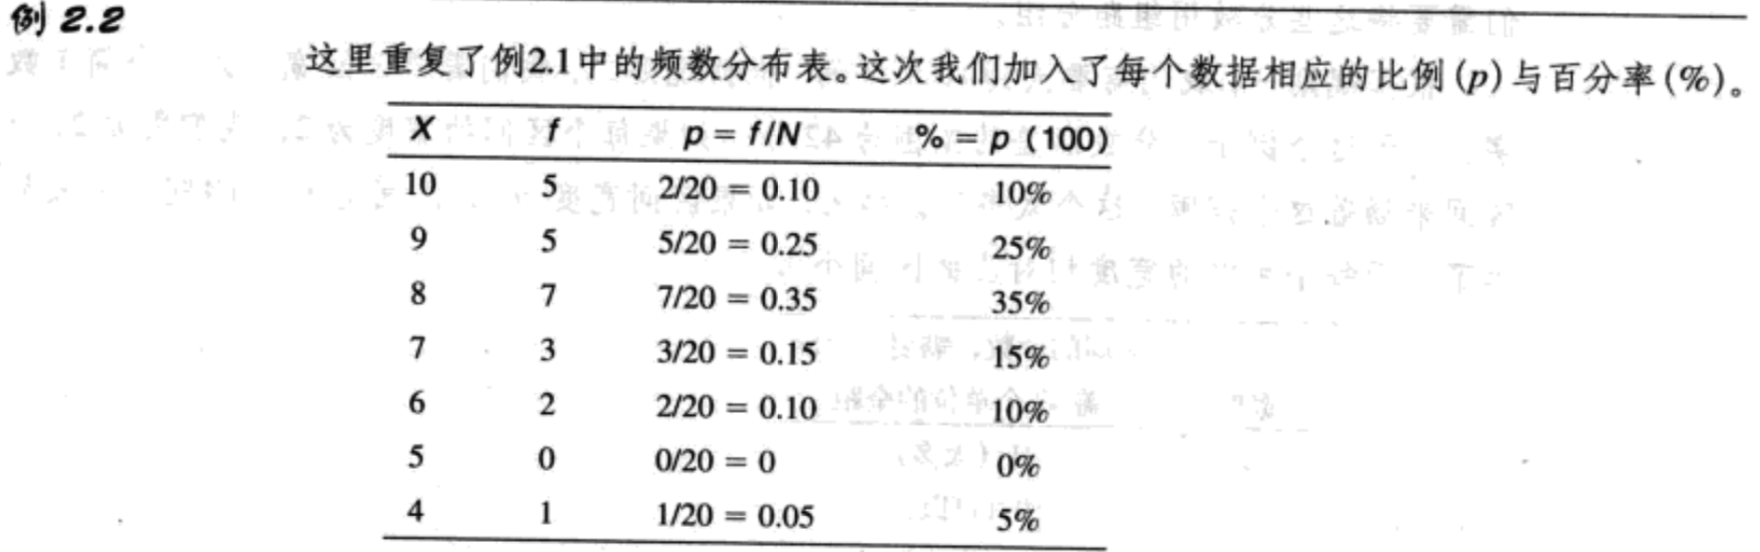 例 2.2
这里重复了例2.1中的频数分布表。这次我们加入了每个数据相应的比例(p)与百分率(%)。
X f p = f/N % = p (100)
10 5 2/20 = 0.10 10%
9 5 5/20 = 0.25 25%
8 7 7/20 = 0.35 35%
7 3 3/20 = 0.15 15%
6 2 2/20 = 0.10 10%
5 0 0/20 = 0 0%
4 1 1/20 = 0.05 5%